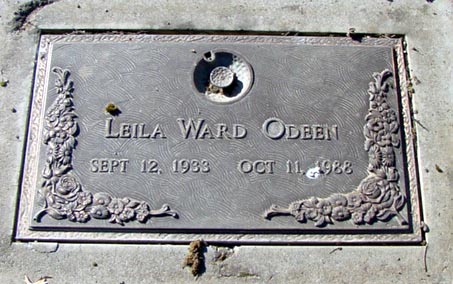 LEILA WARD ODEEN
SEPT 12, 1933 OCT 11, 1988